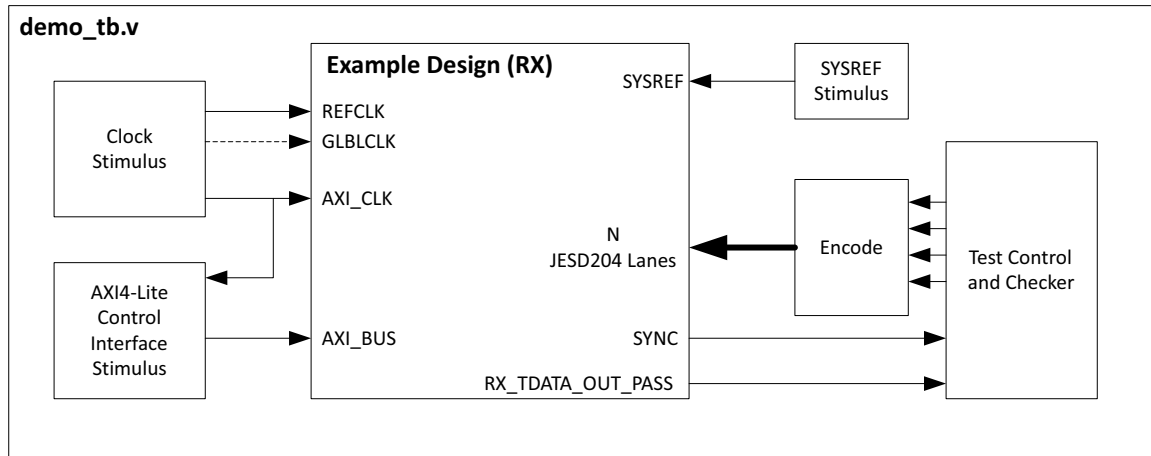 demo_tb.v
Example Design (RX)
Clock
Stimulus
REFCLK
GLBLCLK
AXI_CLK
AXI4-Lite
Control
Interface
Stimulus
AXI_BUS
SYSREF
SYSREF
Stimulus
N
JESD204 Lanes
Encode
Test Control
and Checker
SYNC
RX_TDATA_OUT_PASS